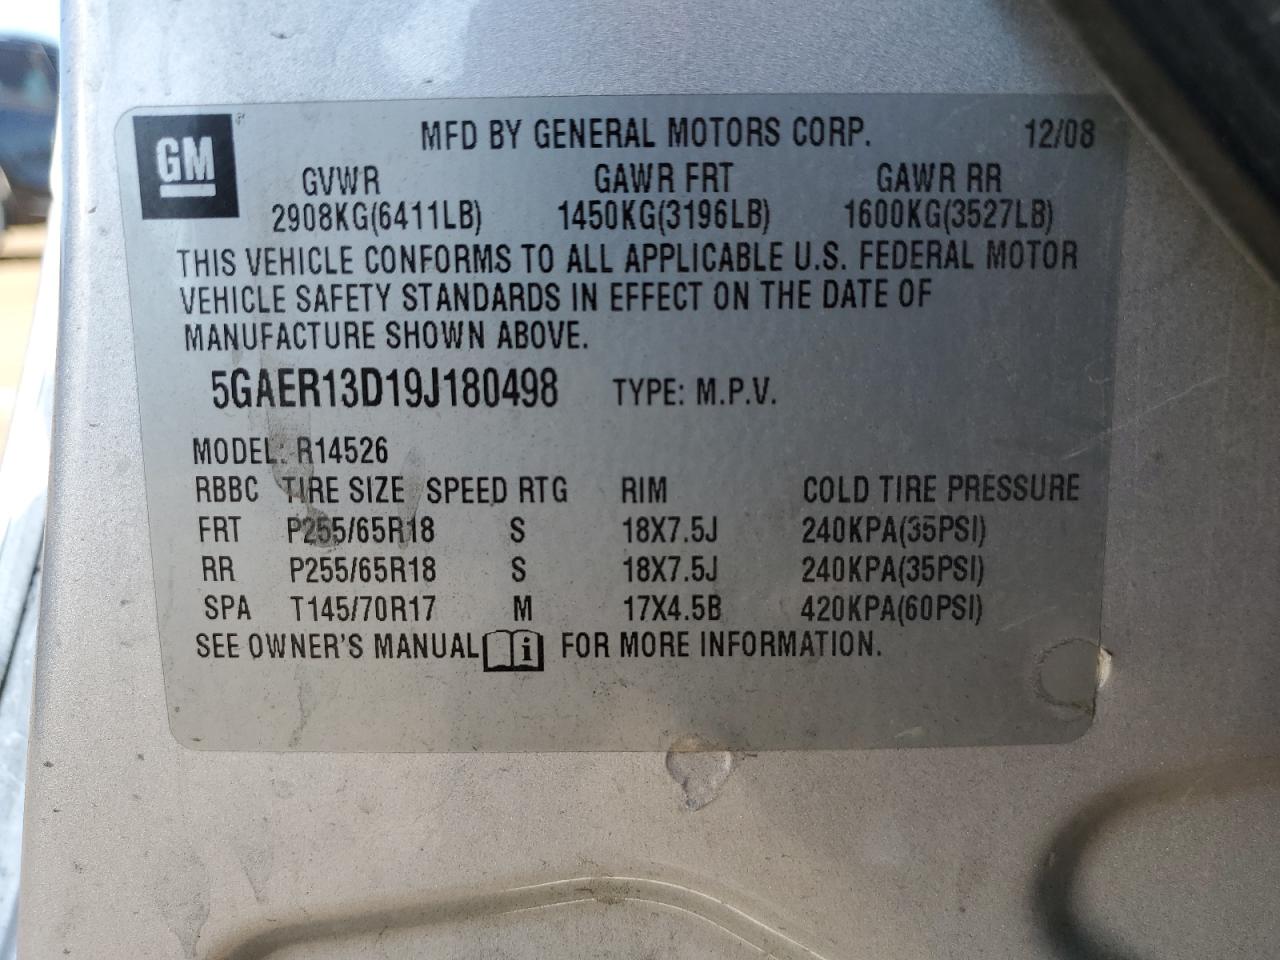 GM
MFD BY GENERAL MOTORS CORP. 12/08
GVWR GAWR FRT GAWR RR
2908KG(6411LB) 1450KG(3196LB) 1600KG(3527LB)
THIS VEHICLE CONFORMS TO ALL APPLICABLE U.S. FEDERAL MOTOR
VEHICLE SAFETY STANDARDS IN EFFECT ON THE DATE OF
MANUFACTURE SHOWN ABOVE.
5GAER13D19J180498 TYPE: M.P.V.
MODEL: R14526
RBBC TIRE SIZE SPEED RTG RIM COLD TIRE PRESSURE
FRT P255/65R18 S 18X7.5J 240KPA(35PSI)
RR P255/65R18 S 18X7.5J 240KPA(35PSI)
SPA T145/70R17 M 17X4.5B 420KPA(60PSI)
SEE OWNER'S MANUAL i FOR MORE INFORMATION.